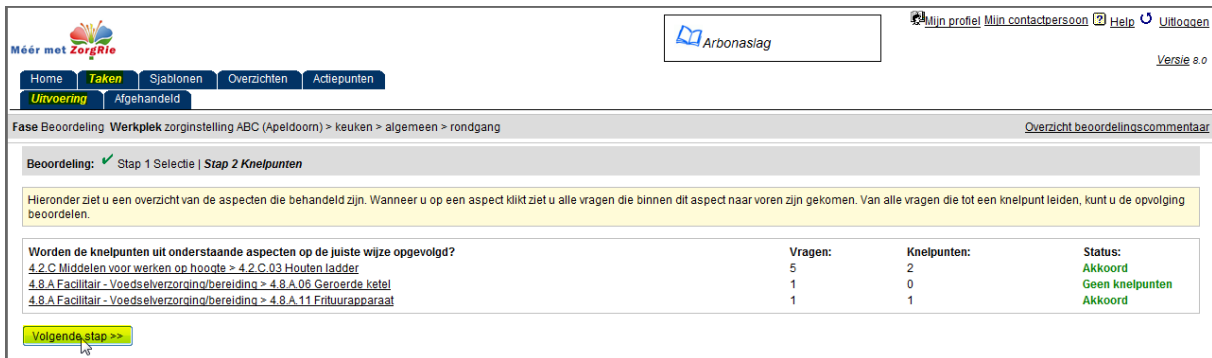 Méér met ZorgRie
Arbonaslag
Mijn profiel Mijn contactpersoon ? Help Uitloggen
Versie 8.0
Home Taken Sjablonen Overzichten Actiepunten
Uitvoering Afgehandeld
Fase Beoordeling Werkplek zorginstelling ABC (Apeldoorn) > keuken > algemeen > rondgang Overzicht beoordelingscommentaar
Beoordeling: ✔ Stap 1 Selectie | Stap 2 Knelpunten
Hieronder ziet u een overzicht van de aspecten die behandeld zijn. Wanneer u op een aspect klikt ziet u alle vragen die binnen dit aspect naar voren zijn gekomen. Van alle vragen die tot een knelpunt leiden, kunt u de opvolging
beoordelen.
Worden de knelpunten uit onderstaande aspecten op de juiste wijze opgevolgd? Vragen: Knelpunten: Status:
4.2.C Middelen voor werken op hoogte > 4.2.C.03 Houten ladder 5 2 Akkoord
4.8.A Facilitair - Voedselverzorging/bereiding > 4.8.A.06 Geroerde ketel 1 0 Geen knelpunten
4.8.A Facilitair - Voedselverzorging/bereiding > 4.8.A.11 Frituurapparaat 1 1 Akkoord
Volgende stap >>